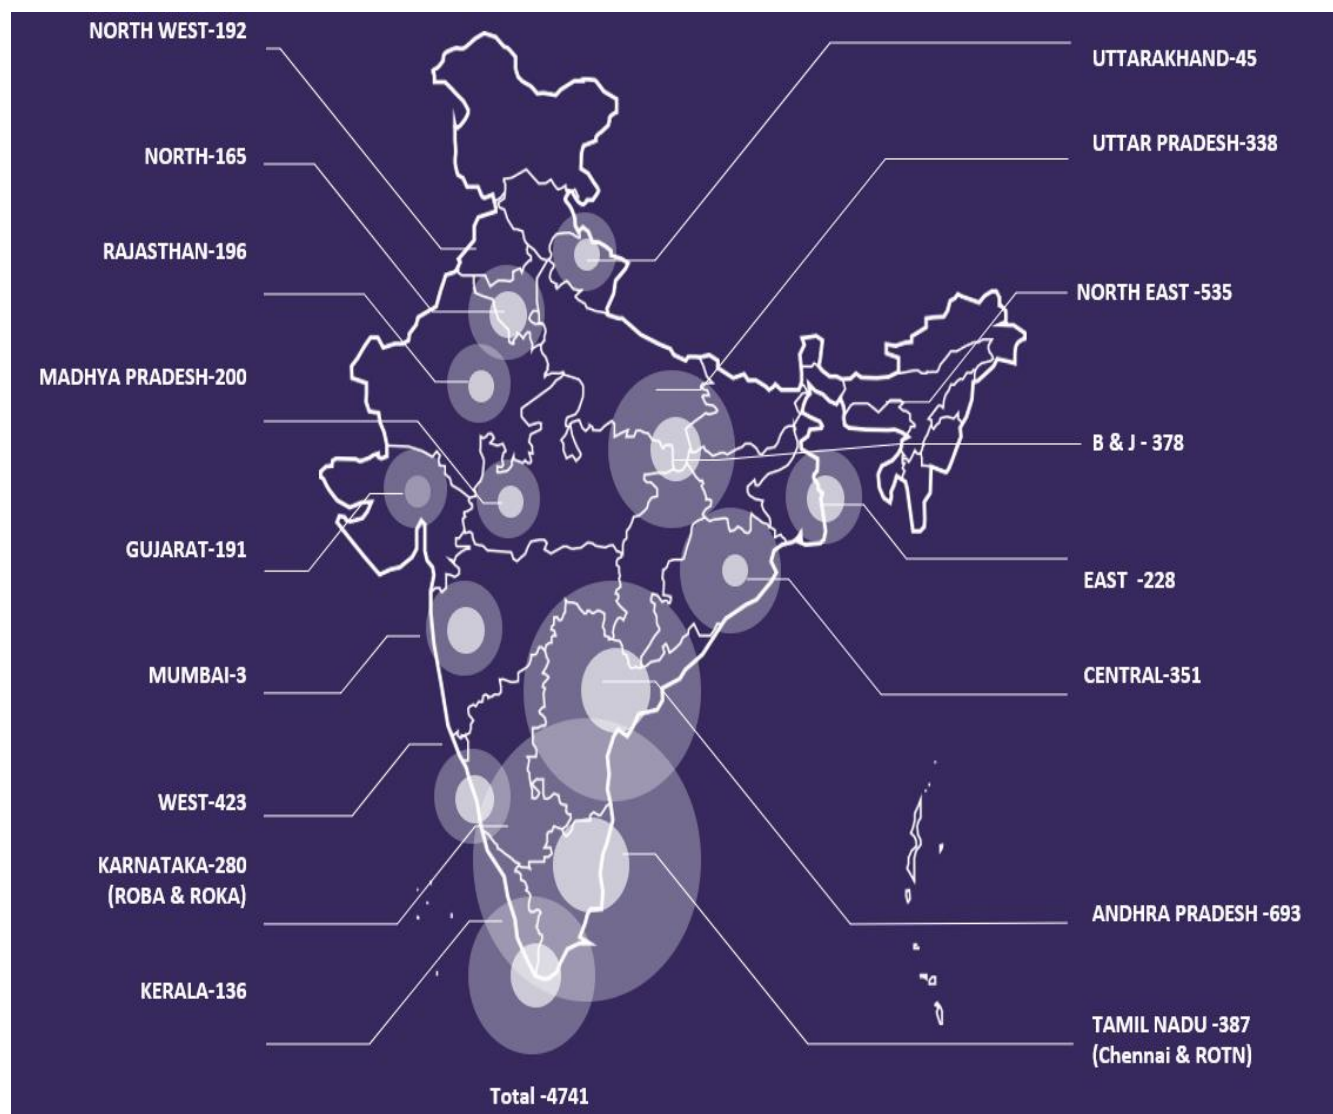 NORTH WEST-192
NORTH-165
RAJASTHAN-196
MADHYA PRADESH-200
GUJARAT-191
MUMBAI-3
WEST-423
KARNATAKA-280
(ROBA & ROKA)
KERALA-136
UTTARAKHAND-45
UTTAR PRADESH-338
NORTH EAST -535
B & J - 378
EAST -228
CENTRAL-351
ANDHRA PRADESH -693
TAMIL NADU -387
(Chennai & ROTN)
Total -4741